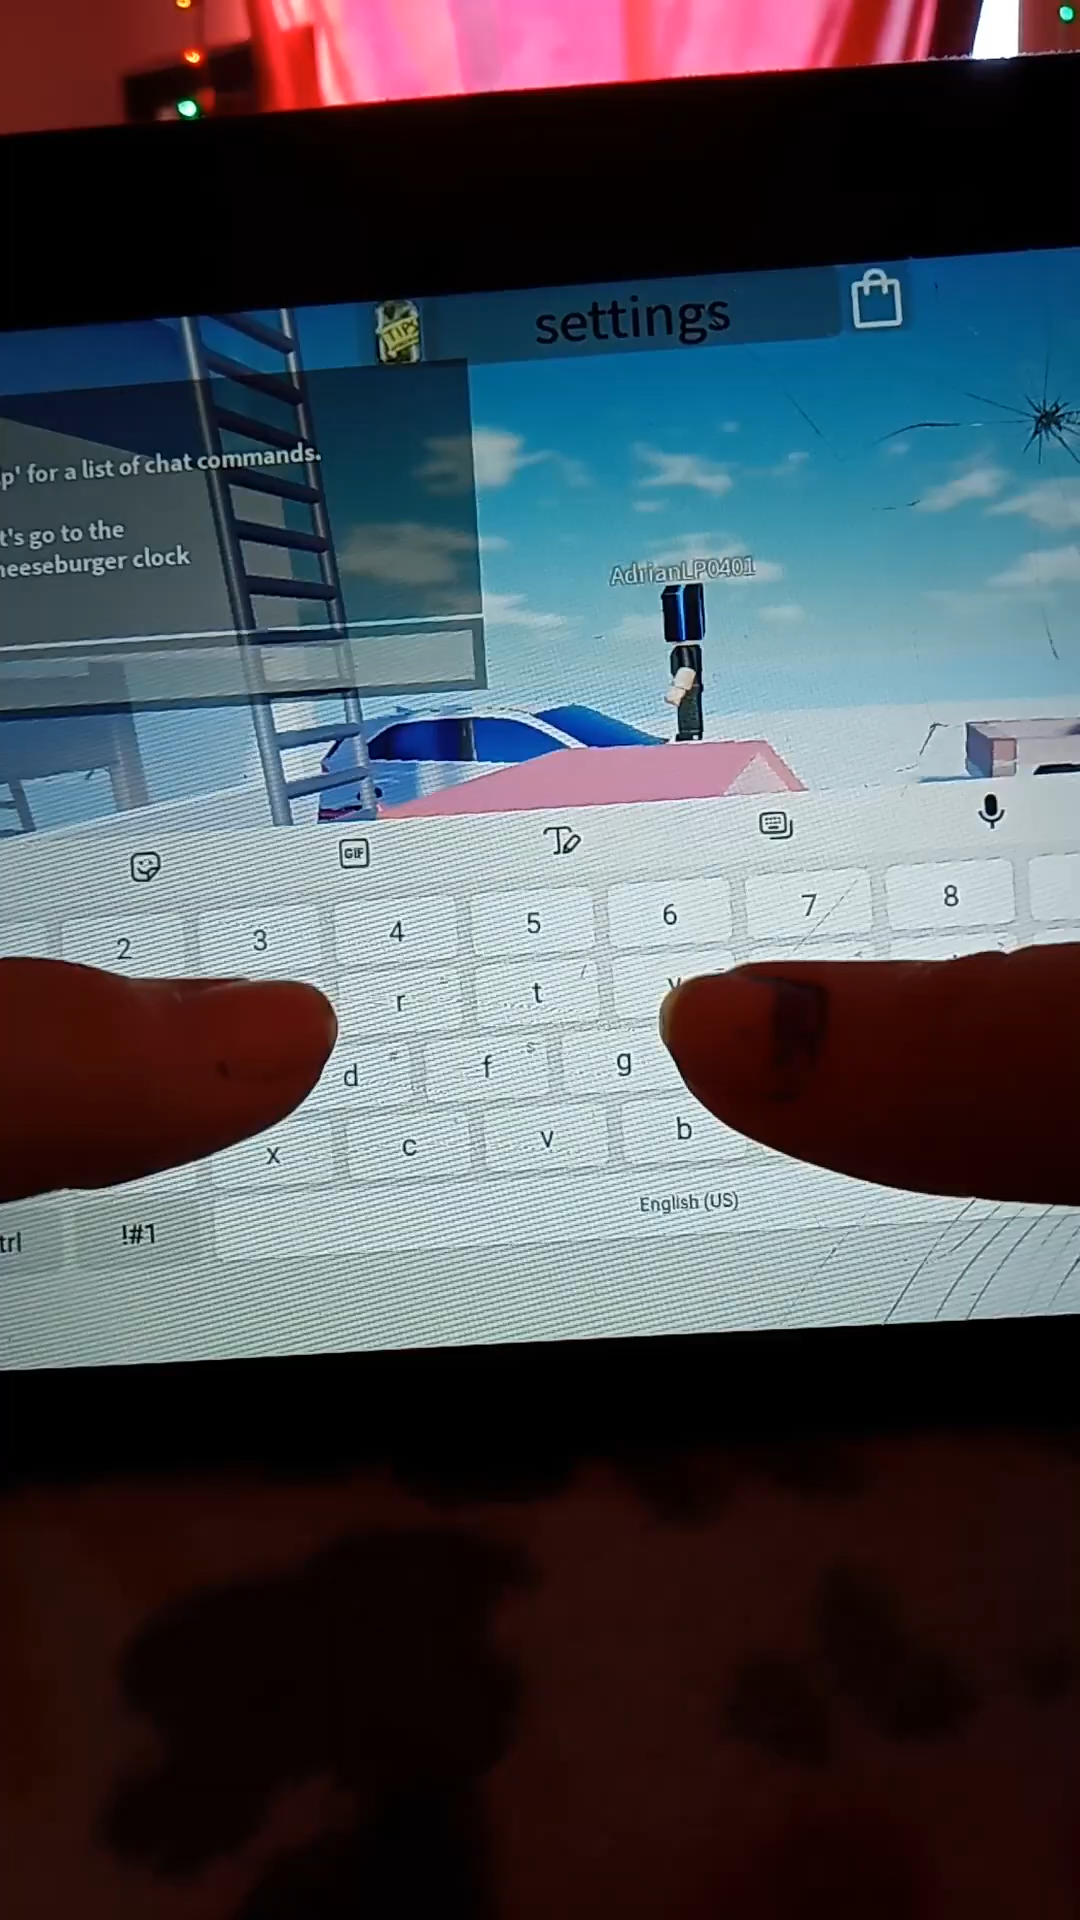 settings
TIPS
p' for a list of chat commands.
t's go to the
heeseburger clock
AdrianLP0401
GIF
2 3 4 5 6 7 8
r t y
d f g
x c v b
trl !#1 English (US)